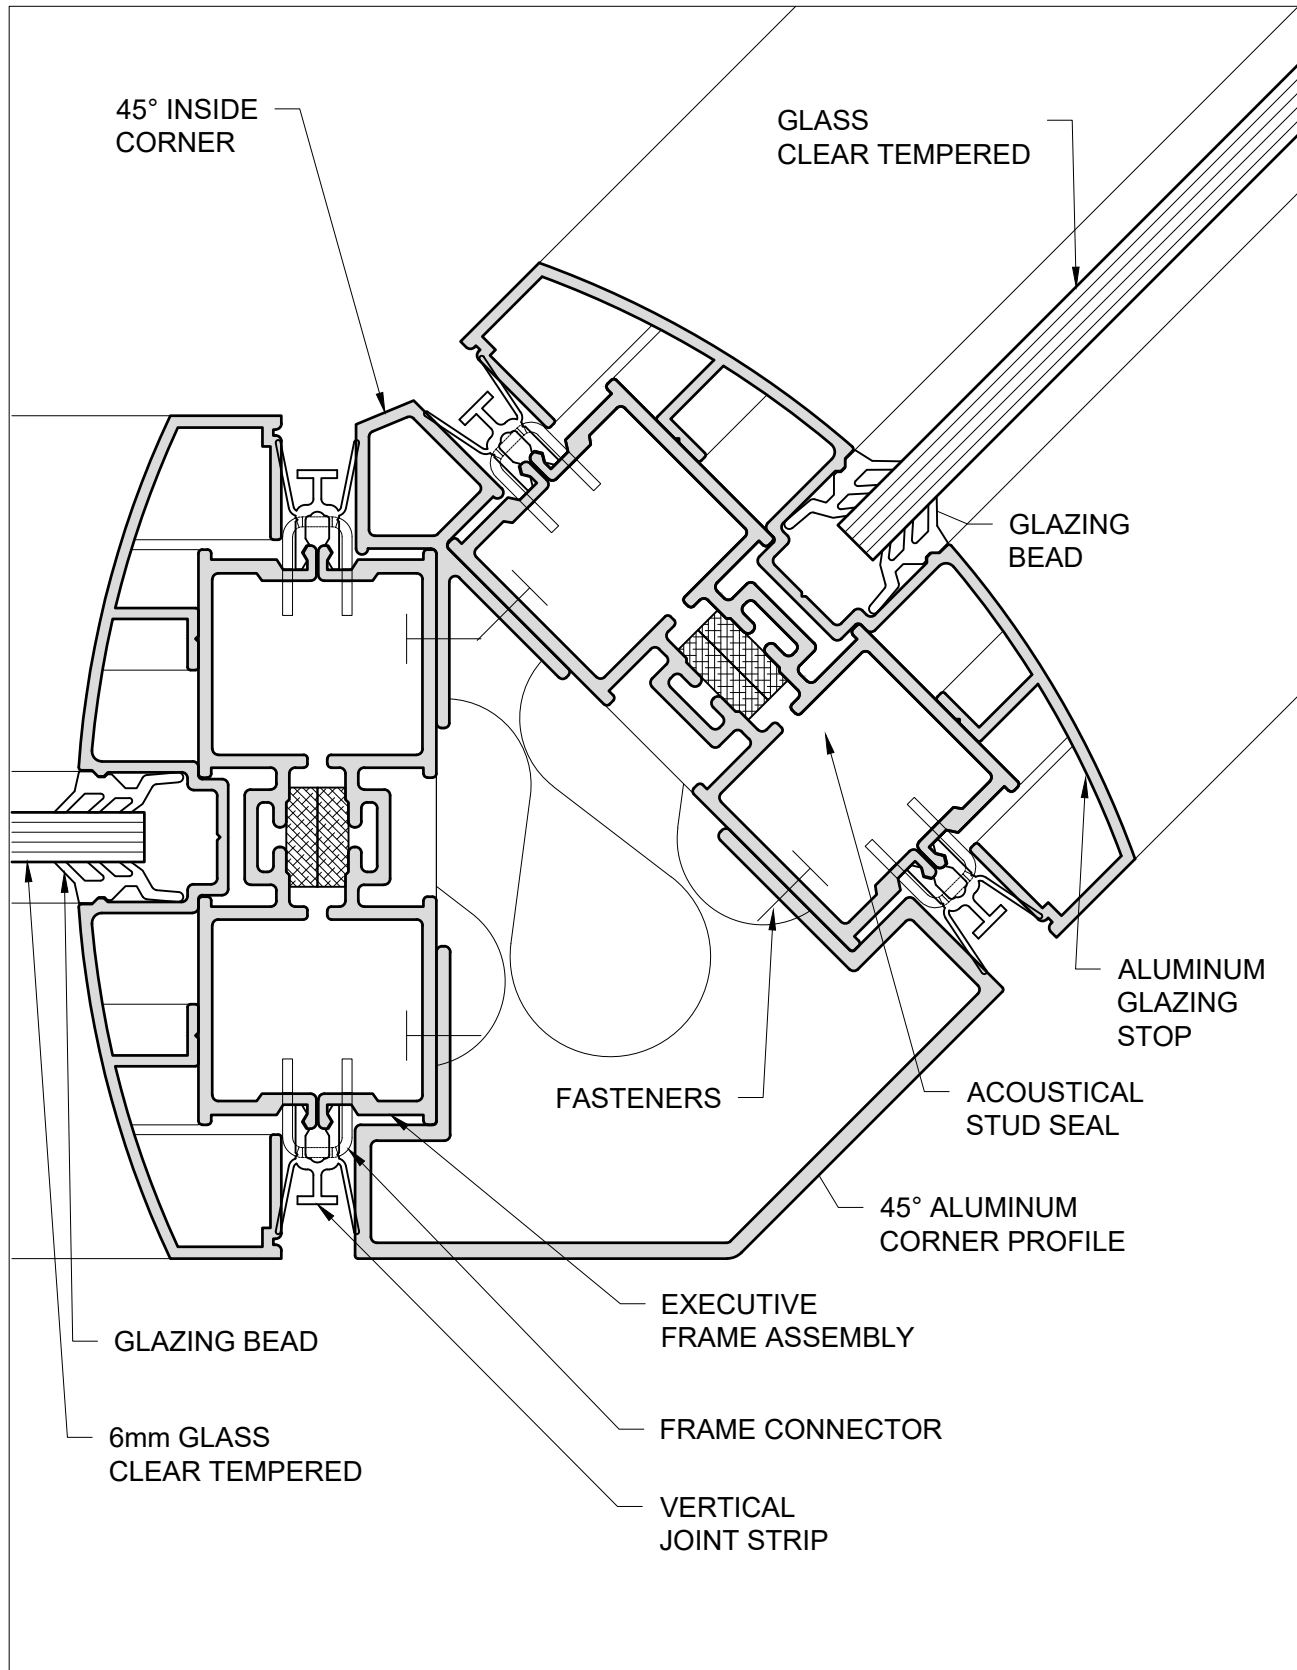 45° INSIDE
CORNER
GLASS
CLEAR TEMPERED
GLAZING
BEAD
ALUMINUM
GLAZING
STOP
FASTENERS
ACOUSTICAL
STUD SEAL
45° ALUMINUM
CORNER PROFILE
EXECUTIVE
FRAME ASSEMBLY
GLAZING BEAD
FRAME CONNECTOR
6mm GLASS
CLEAR TEMPERED
VERTICAL
JOINT STRIP